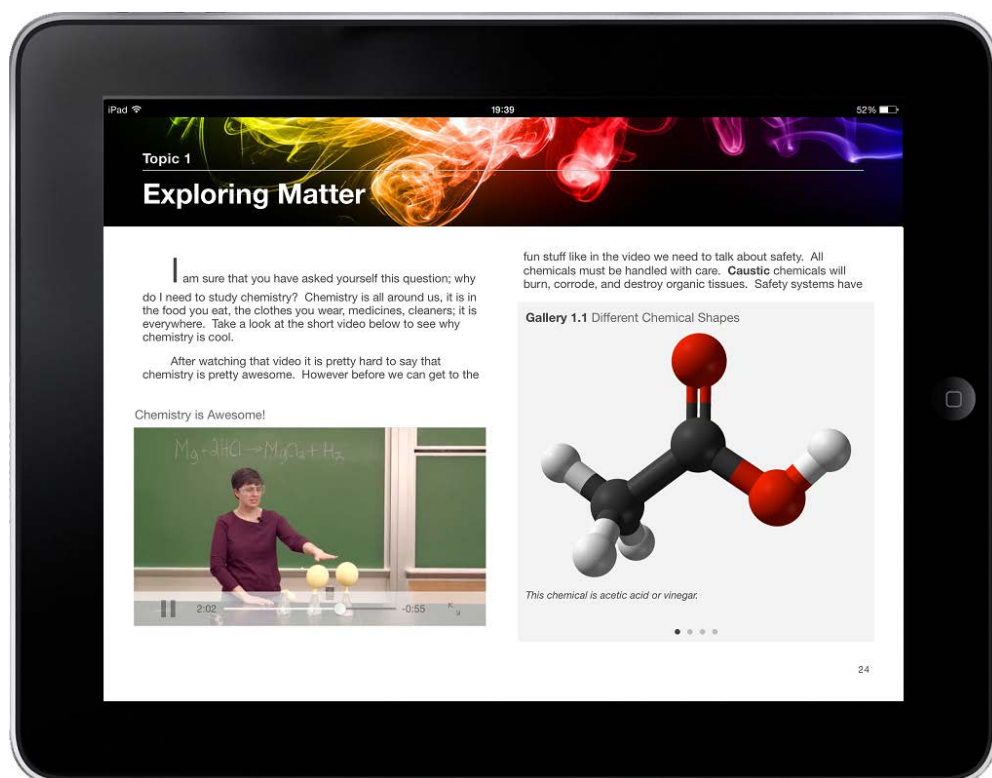 iPad
19:39
52%
Topic 1
Exploring Matter
I am sure that you have asked yourself this question; why
do I need to study chemistry? Chemistry is all around us, it is in
the food you eat, the clothes you wear, medicines, cleaners; it is
everywhere. Take a look at the short video below to see why
chemistry is cool.
After watching that video it is pretty hard to say that
chemistry is pretty awesome. However before we can get to the
Chemistry is Awesome!
Mg + 2HCl → MgCl2 + H2
2:02
-0:55
fun stuff like in the video we need to talk about safety. All
chemicals must be handled with care. Caustic chemicals will
burn, corrode, and destroy organic tissues. Safety systems have
Gallery 1.1 Different Chemical Shapes
This chemical is acetic acid or vinegar.
24